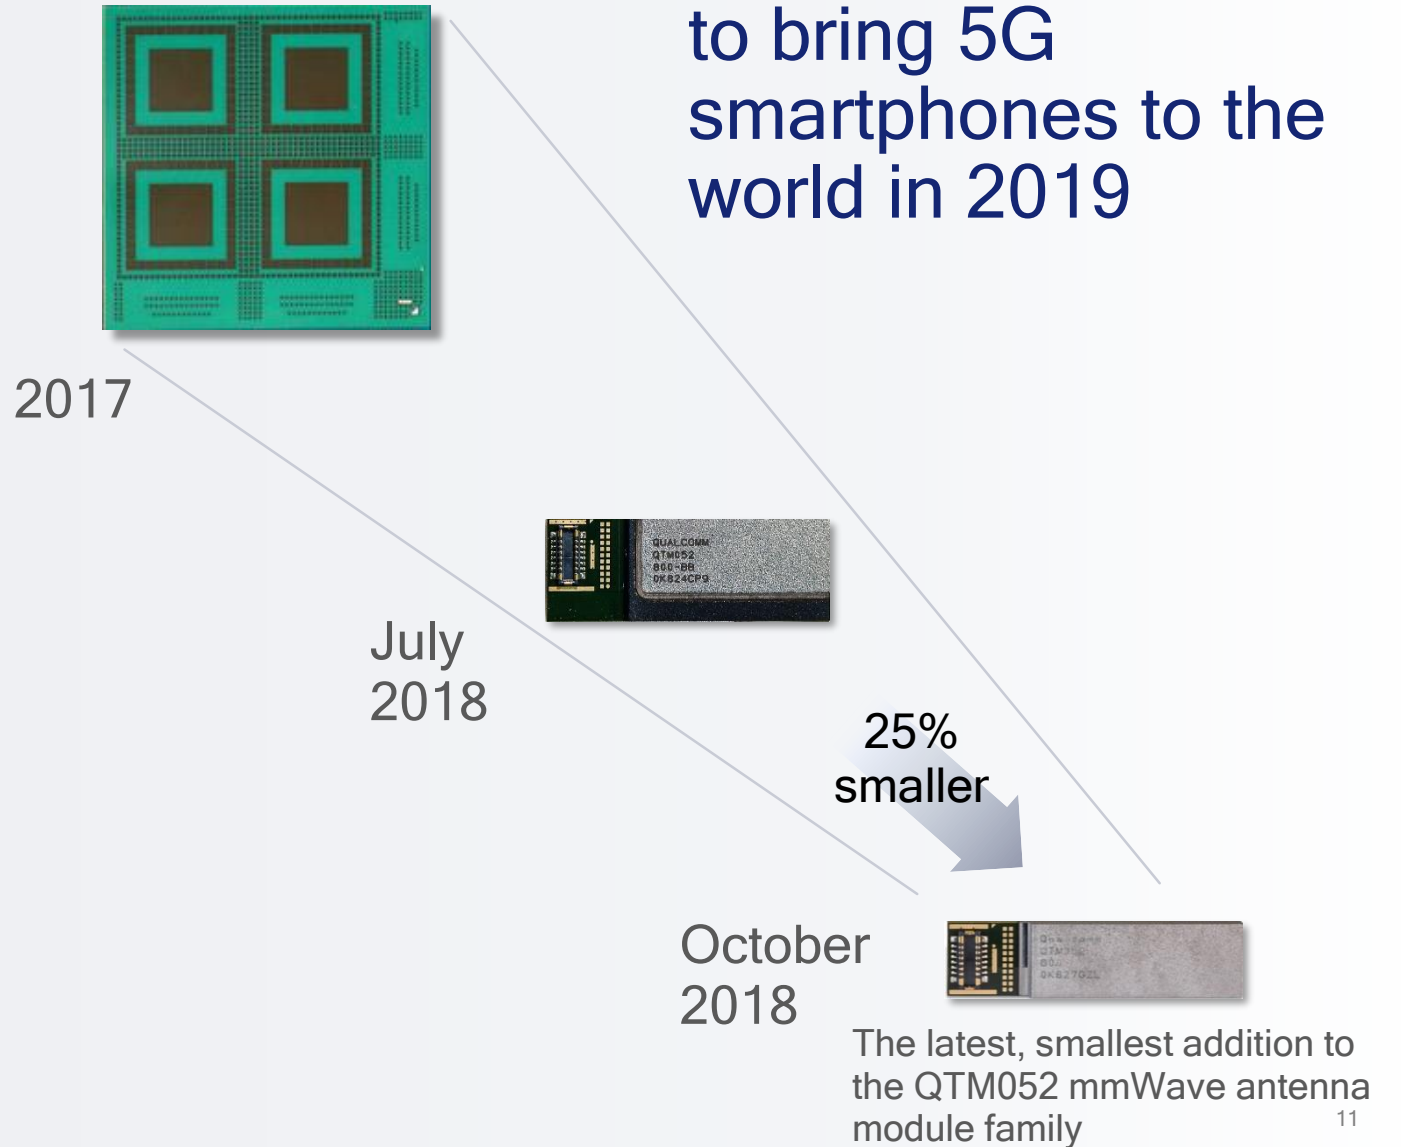 to bring 5G
smartphones to the
world in 2019
2017
QUALCOMM
QTM052
800-BB
0K824CP9
July
2018
25%
smaller
October
2018
0K827GZL
The latest, smallest addition to
the QTM052 mmWave antenna
module family
11